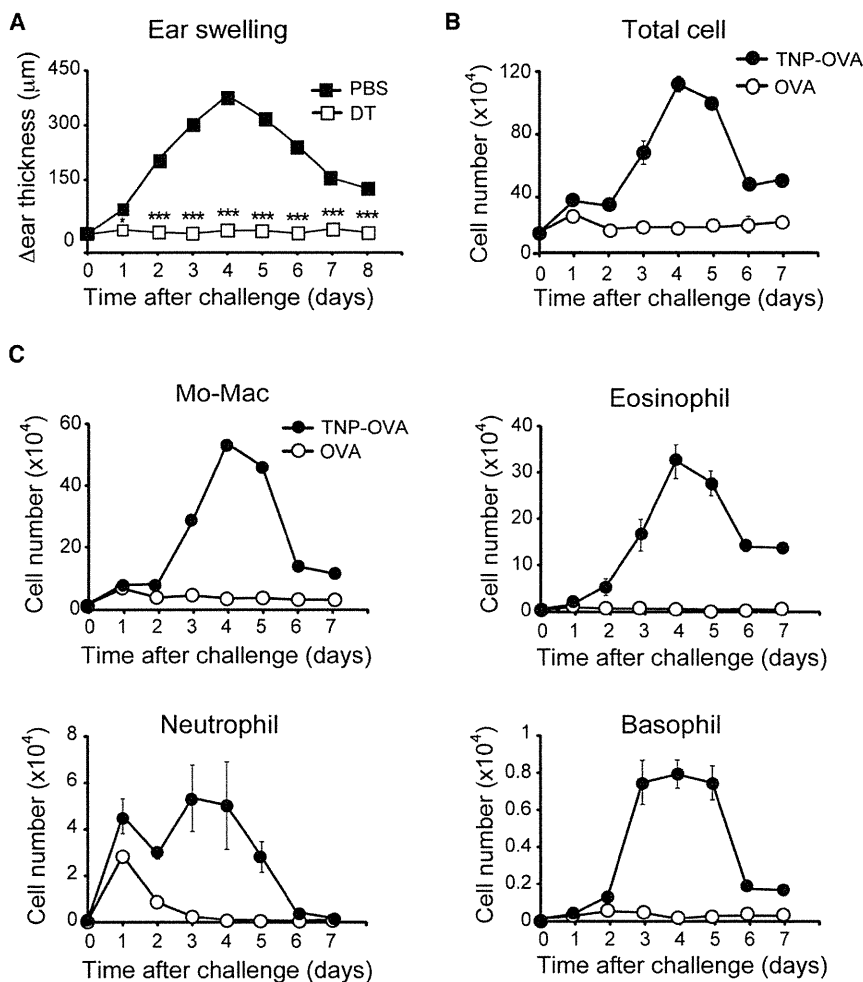 A
Ear swelling
Δear thickness (μm)
450
300
150
0
PBS
DT
* *** *** *** *** *** *** ***
0 1 2 3 4 5 6 7 8
Time after challenge (days)
B
Total cell
Cell number (x10⁴)
120
80
40
0
TNP-OVA
OVA
0 1 2 3 4 5 6 7
Time after challenge (days)
C
Mo-Mac
Cell number (x10⁴)
60
40
20
0
TNP-OVA
OVA
0 1 2 3 4 5 6 7
Time after challenge (days)
Eosinophil
Cell number (x10⁴)
40
30
20
10
0
0 1 2 3 4 5 6 7
Time after challenge (days)
Neutrophil
Cell number (x10⁴)
8
6
4
2
0
0 1 2 3 4 5 6 7
Time after challenge (days)
Basophil
Cell number (x10⁴)
1
0.8
0.6
0.4
0.2
0
0 1 2 3 4 5 6 7
Time after challenge (days)